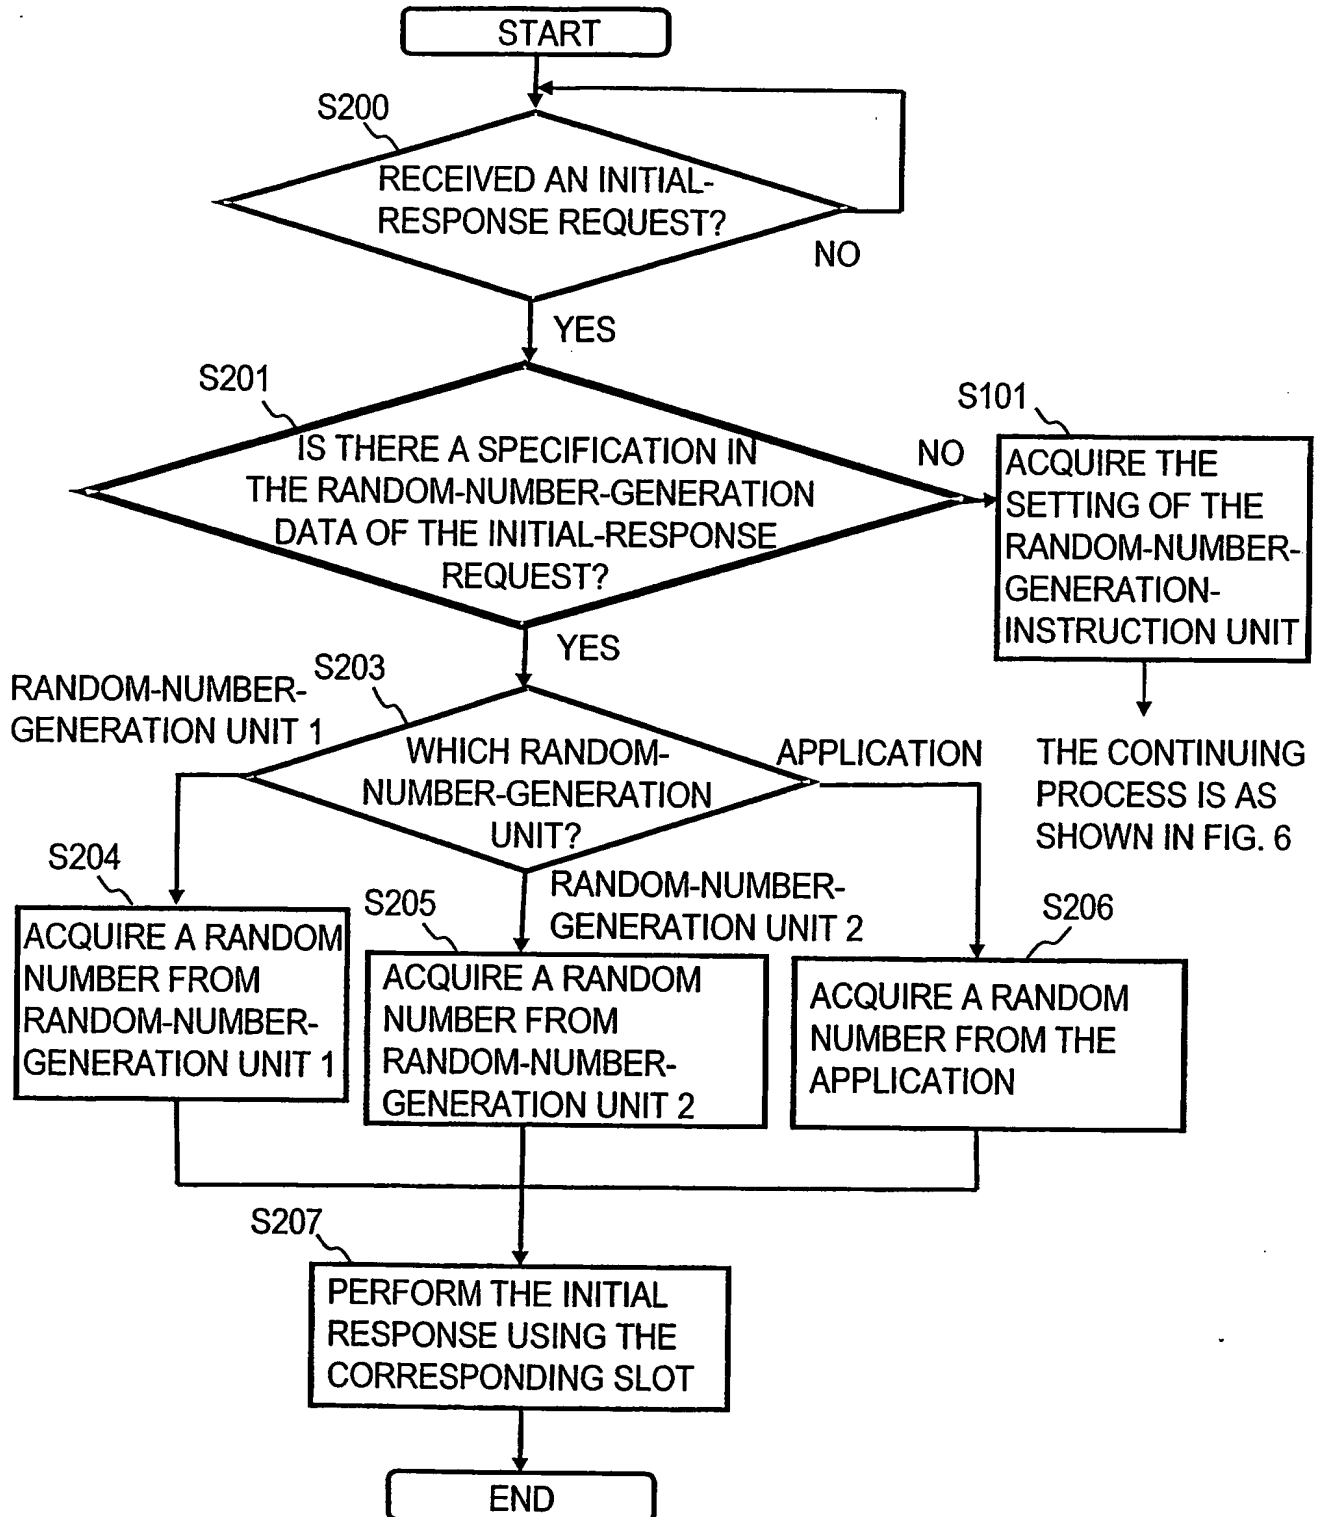 START
S200
RECEIVED AN INITIAL-
RESPONSE REQUEST?
NO
YES
S201
IS THERE A SPECIFICATION IN
THE RANDOM-NUMBER-GENERATION
DATA OF THE INITIAL-RESPONSE
REQUEST?
NO
S101
ACQUIRE THE
SETTING OF THE
RANDOM-NUMBER-
GENERATION-
INSTRUCTION UNIT
THE CONTINUING
PROCESS IS AS
SHOWN IN FIG. 6
YES
S203
WHICH RANDOM-
NUMBER-GENERATION
UNIT?
RANDOM-NUMBER-
GENERATION UNIT 1
APPLICATION
RANDOM-NUMBER-
GENERATION UNIT 2
S204
ACQUIRE A RANDOM
NUMBER FROM
RANDOM-NUMBER-
GENERATION UNIT 1
S205
ACQUIRE A RANDOM
NUMBER FROM
RANDOM-NUMBER-
GENERATION UNIT 2
S206
ACQUIRE A RANDOM
NUMBER FROM THE
APPLICATION
S207
PERFORM THE INITIAL
RESPONSE USING THE
CORRESPONDING SLOT
END